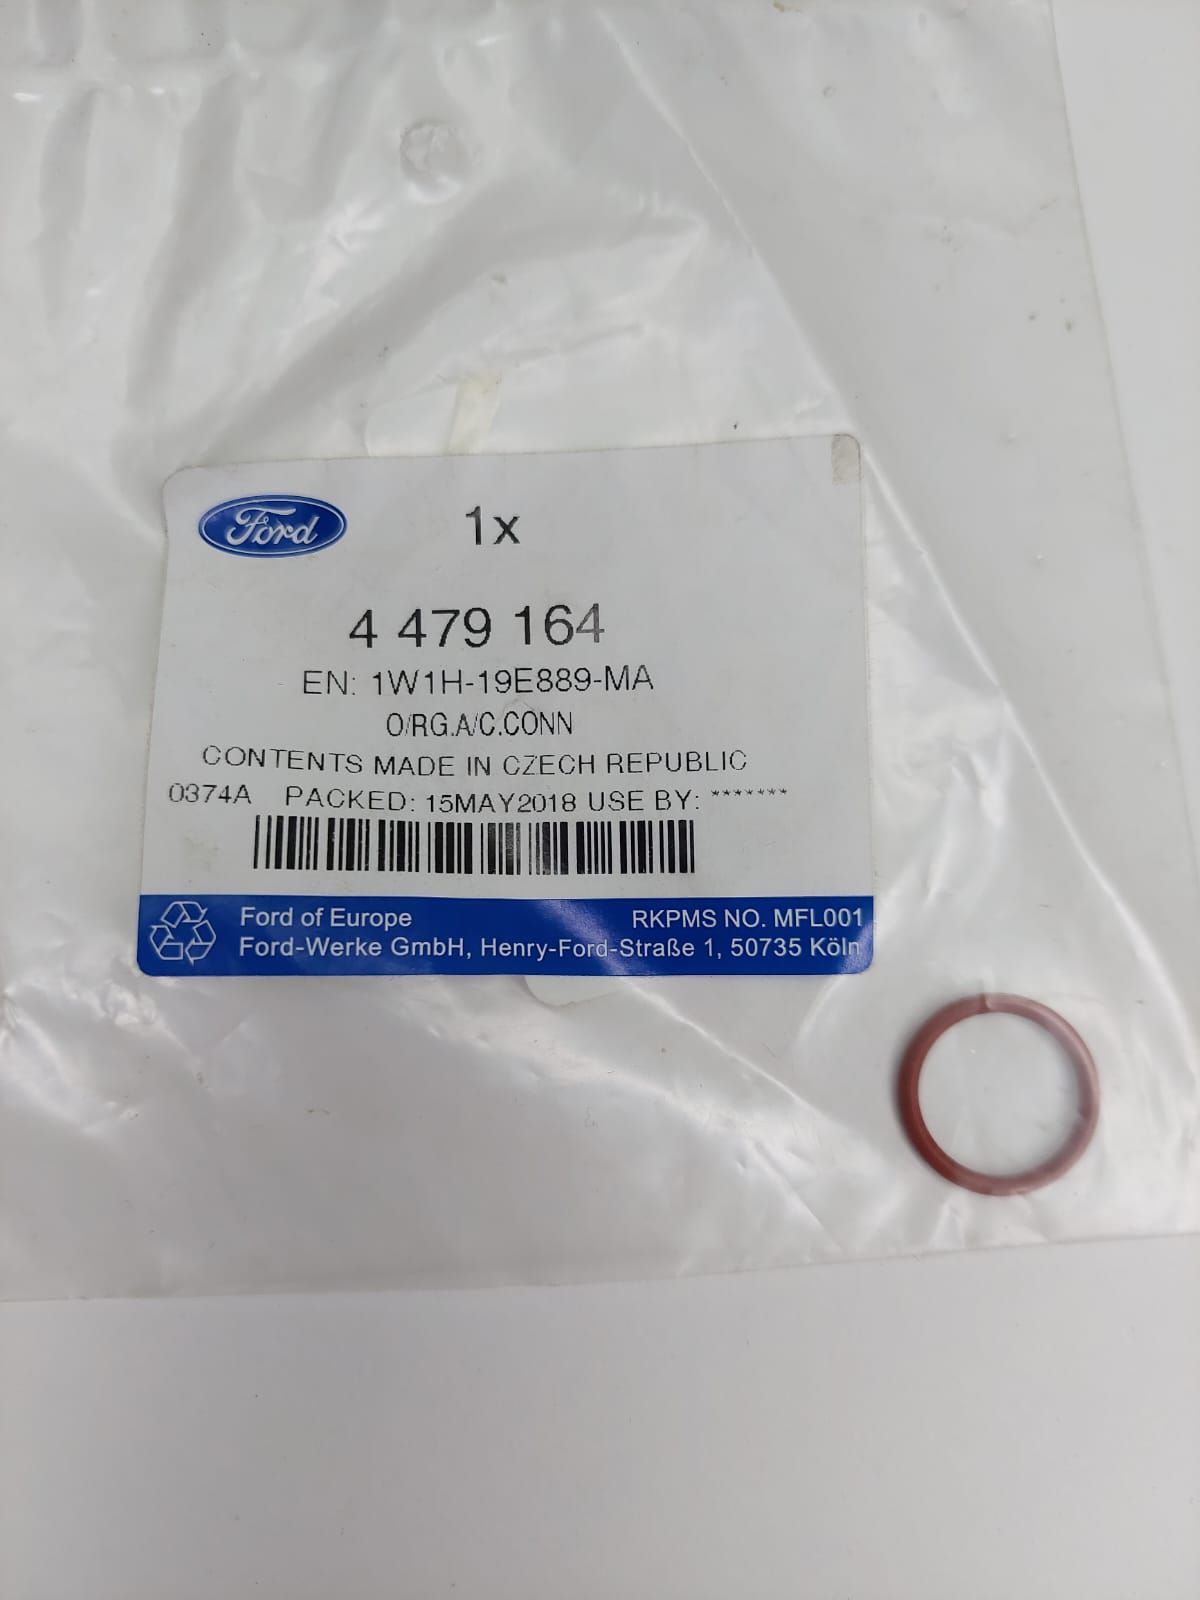 Ford
1x
4 479 164
EN: 1W1H-19E889-MA
O/RG.A/C.CONN
CONTENTS MADE IN CZECH REPUBLIC
0374A PACKED: 15MAY2018 USE BY: *******
Ford of Europe RKPMS NO. MFL001
Ford-Werke GmbH, Henry-Ford-Straße 1, 50735 Köln